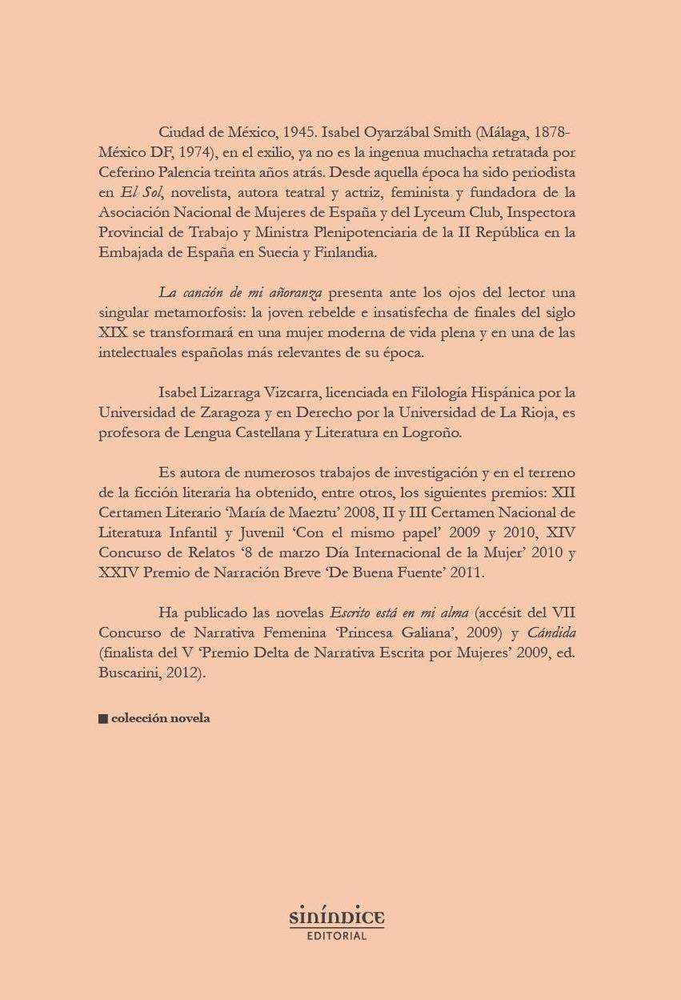 Ciudad de México, 1945. Isabel Oyarzábal Smith (Málaga, 1878-
México DF, 1974), en el exilio, ya no es la ingenua muchacha retratada por
Ceferino Palencia treinta años atrás. Desde aquella época ha sido periodista
en El Sol, novelista, autora teatral y actriz, feminista y fundadora de la
Asociación Nacional de Mujeres de España y del Lyceum Club, Inspectora
Provincial de Trabajo y Ministra Plenipotenciaria de la II República en la
Embajada de España en Suecia y Finlandia.
La canción de mi añoranza presenta ante los ojos del lector una
singular metamorfosis: la joven rebelde e insatisfecha de finales del siglo
XIX se transformará en una mujer moderna de vida plena y en una de las
intelectuales españolas más relevantes de su época.
Isabel Lizarraga Vizcarra, licenciada en Filología Hispánica por la
Universidad de Zaragoza y en Derecho por la Universidad de La Rioja, es
profesora de Lengua Castellana y Literatura en Logroño.
Es autora de numerosos trabajos de investigación y en el terreno
de la ficción literaria ha obtenido, entre otros, los siguientes premios: XII
Certamen Literario ‘María de Maeztu’ 2008, II y III Certamen Nacional de
Literatura Infantil y Juvenil ‘Con el mismo papel’ 2009 y 2010, XIV
Concurso de Relatos ‘8 de marzo Día Internacional de la Mujer’ 2010 y
XXIV Premio de Narración Breve ‘De Buena Fuente’ 2011.
Ha publicado las novelas Escrito está en mi alma (accésit del VII
Concurso de Narrativa Femenina ‘Princesa Galiana’, 2009) y Cándida
(finalista del V ‘Premio Delta de Narrativa Escrita por Mujeres’ 2009, ed.
Buscarini, 2012).
■ colección novela
siníndice
EDITORIAL